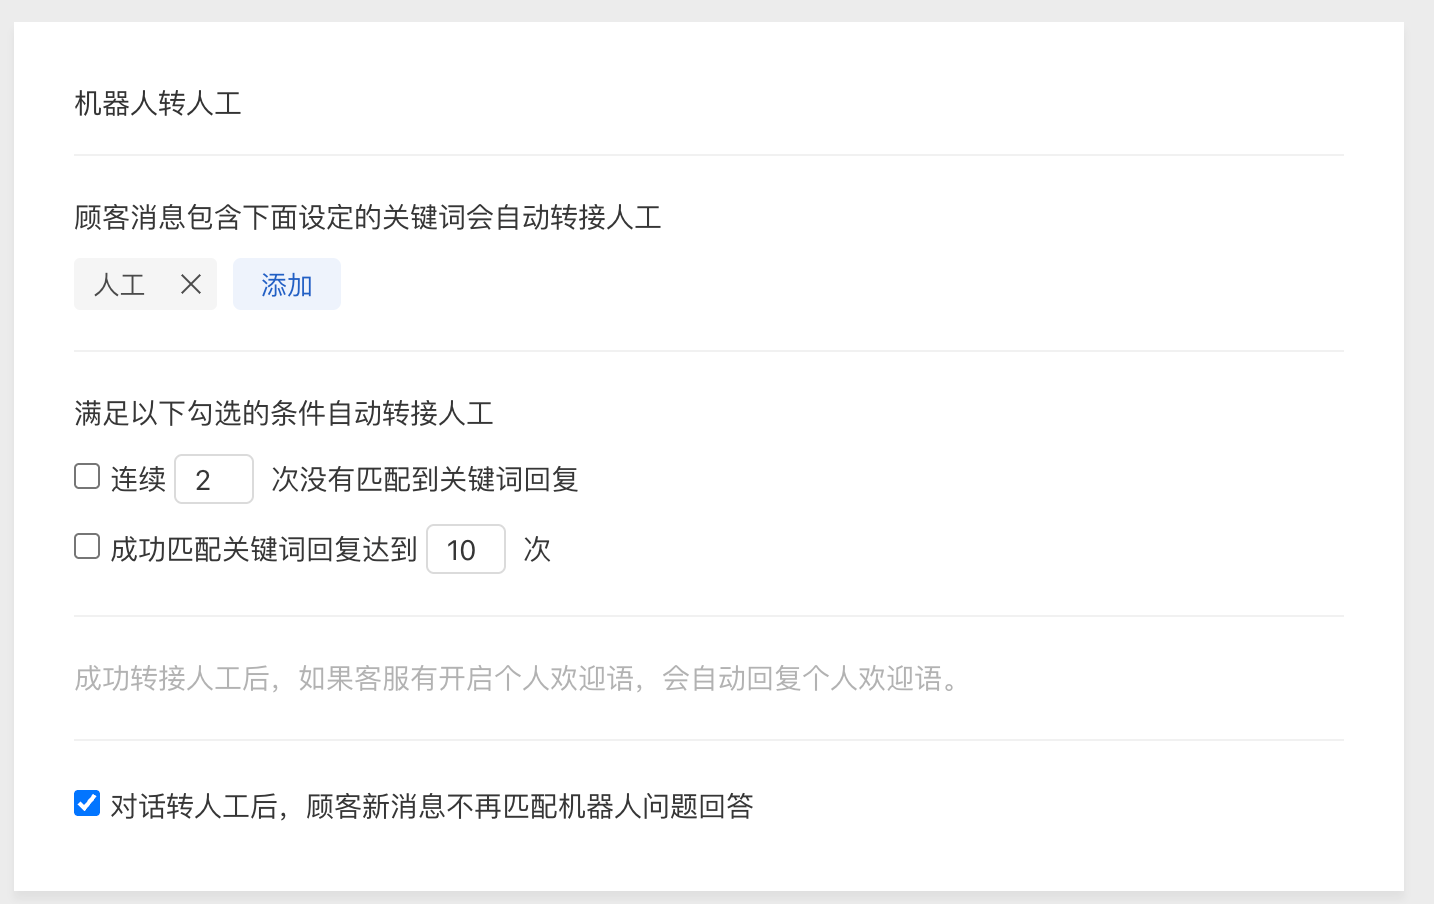 机器人转人工
顾客消息包含下面设定的关键词会自动转接人工
人工 添加
满足以下勾选的条件自动转接人工
连续 2 次没有匹配到关键词回复
成功匹配关键词回复达到 10 次
成功转接人工后，如果客服有开启个人欢迎语，会自动回复个人欢迎语。
对话转人工后，顾客新消息不再匹配机器人问题回答